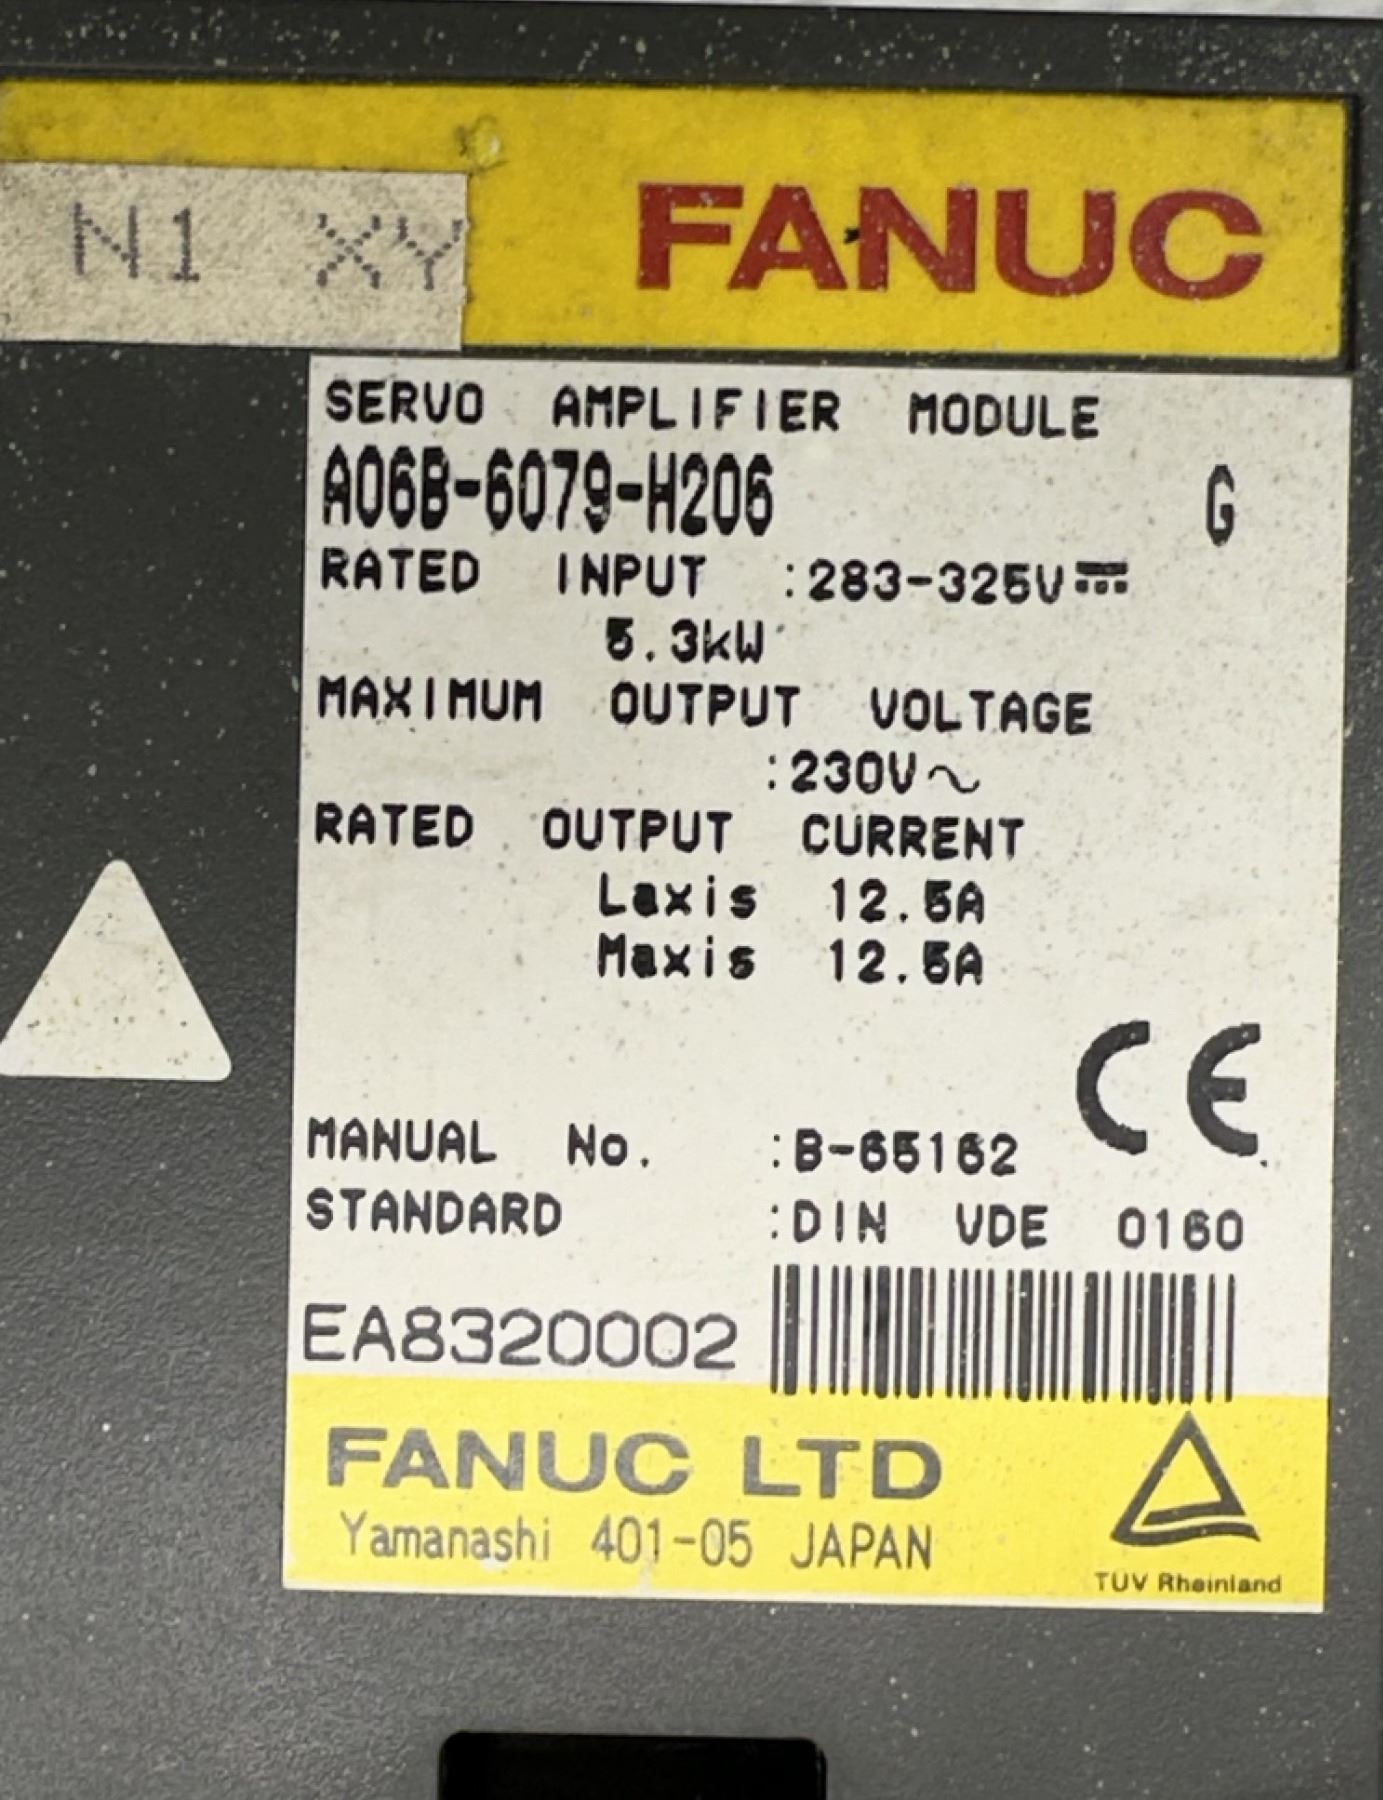 N1 XY
FANUC
SERVO AMPLIFIER MODULE
A06B-6079-H206 G
RATED INPUT :283-325V⎓
5.3kW
MAXIMUM OUTPUT VOLTAGE
:230V～
RATED OUTPUT CURRENT
Laxis 12.5A
Maxis 12.5A
CE
MANUAL No. :B-65162
STANDARD :DIN VDE 0160
EA8320002
FANUC LTD
Yamanashi 401-05 JAPAN
TUV Rheinland